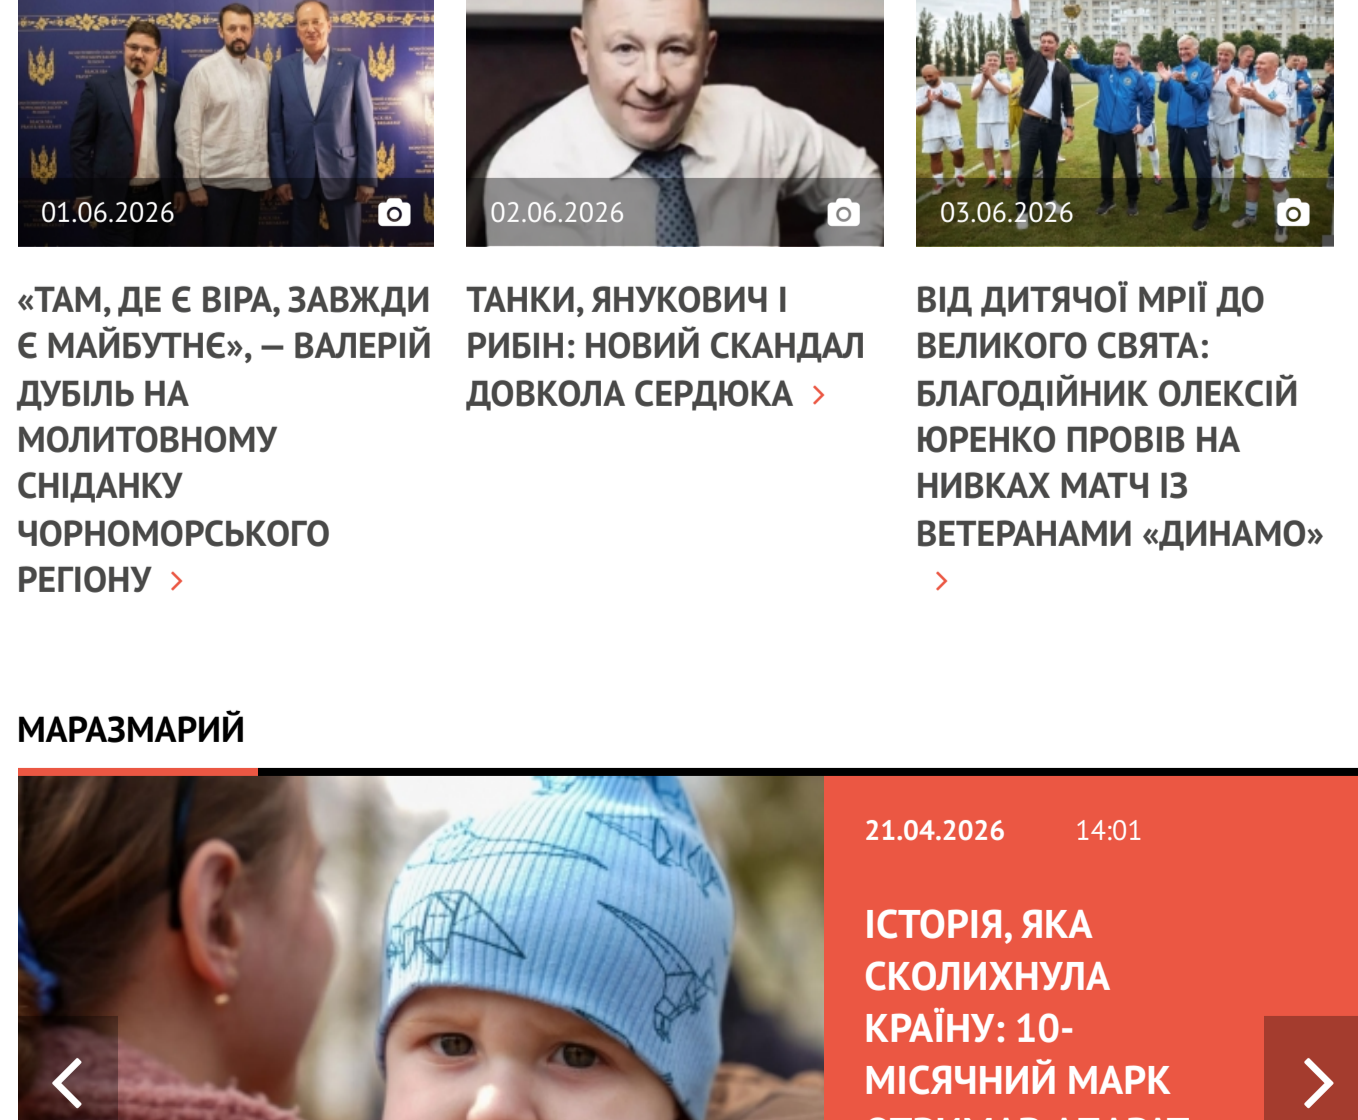 01.06.2026
«ТАМ, ДЕ Є ВІРА, ЗАВЖДИ
Є МАЙБУТНЄ», — ВАЛЕРІЙ
ДУБІЛЬ НА
МОЛИТОВНОМУ
СНІДАНКУ
ЧОРНОМОРСЬКОГО
РЕГІОНУ
02.06.2026
ТАНКИ, ЯНУКОВИЧ І
РИБІН: НОВИЙ СКАНДАЛ
ДОВКОЛА СЕРДЮКА
03.06.2026
ВІД ДИТЯЧОЇ МРІЇ ДО
ВЕЛИКОГО СВЯТА:
БЛАГОДІЙНИК ОЛЕКСІЙ
ЮРЕНКО ПРОВІВ НА
НИВКАХ МАТЧ ІЗ
ВЕТЕРАНАМИ «ДИНАМО»
МАРАЗМАРИЙ
21.04.2026 14:01
ІСТОРІЯ, ЯКА
СКОЛИХНУЛА
КРАЇНУ: 10-
МІСЯЧНИЙ МАРК